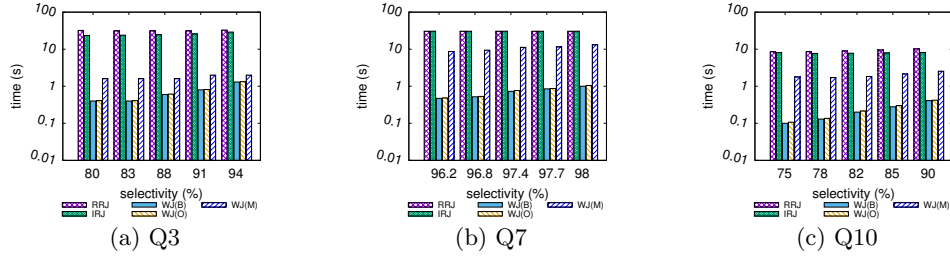 100
10
1
0.1
0.01
time (s)
80 83 88 91 94
selectivity (%)
RRJ WJ(B) WJ(M)
IRJ WJ(O)
(a) Q3
100
10
1
0.1
0.01
time (s)
96.2 96.8 97.4 97.7 98
selectivity (%)
RRJ WJ(B) WJ(M)
IRJ WJ(O)
(b) Q7
100
10
1
0.1
0.01
time (s)
75 78 82 85 90
selectivity (%)
RRJ WJ(B) WJ(M)
IRJ WJ(O)
(c) Q10